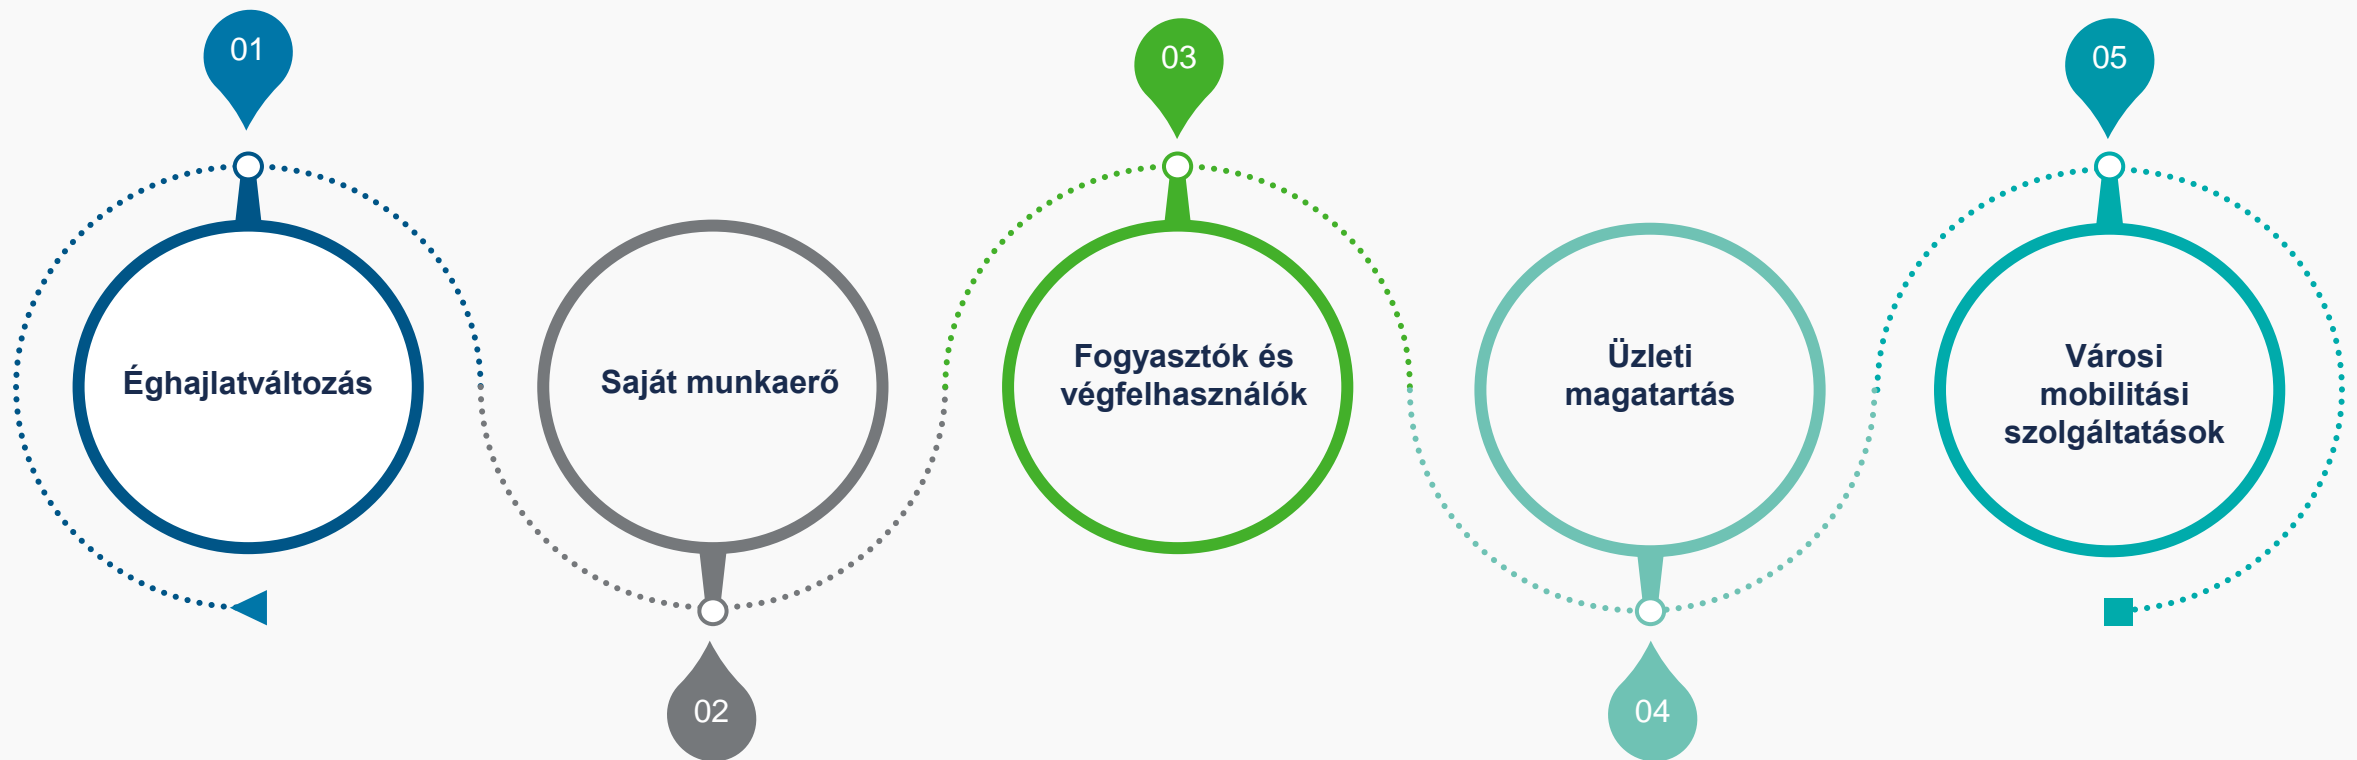 01
Éghajlatváltozás
02
Saját munkaerő
03
Fogyasztók és
végfelhasználók
04
Üzleti
magatartás
05
Városi
mobilitási
szolgáltatások